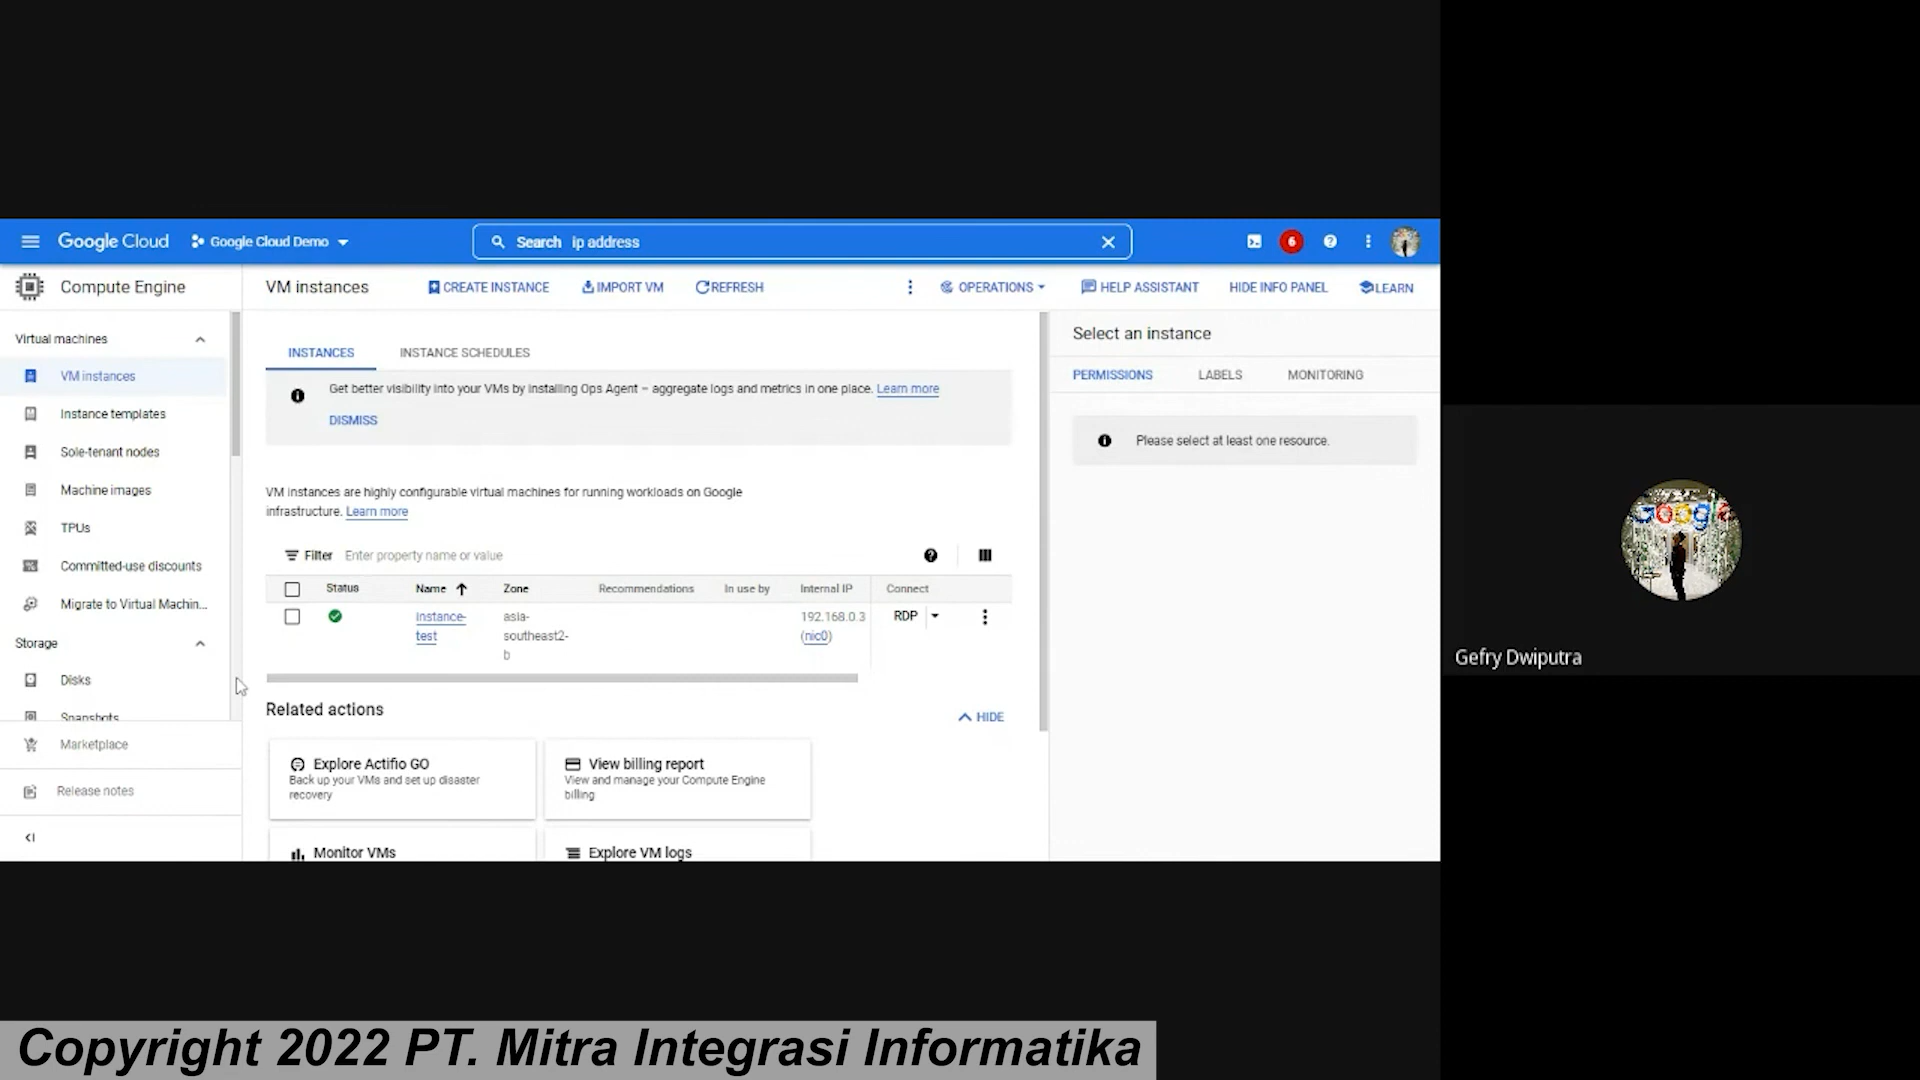 Google Cloud
Google Cloud Demo
Search ip address
6
Compute Engine
VM instances
CREATE INSTANCE
IMPORT VM
REFRESH
OPERATIONS
HELP ASSISTANT
HIDE INFO PANEL
LEARN
Virtual machines
VM instances
Instance templates
Sole-tenant nodes
Machine images
TPUs
Committed-use discounts
Migrate to Virtual Machin...
Storage
Disks
Snapshots
Marketplace
Release notes
INSTANCES
INSTANCE SCHEDULES
Get better visibility into your VMs by installing Ops Agent – aggregate logs and metrics in one place. Learn more
DISMISS
VM instances are highly configurable virtual machines for running workloads on Google
infrastructure. Learn more
Filter Enter property name or value
Status Name Zone Recommendations In use by Internal IP Connect
instance- asia- 192.168.0.3 RDP
test southeast2- (nic0)
b
Related actions
HIDE
Explore Actifio GO
Back up your VMs and set up disaster
recovery
View billing report
View and manage your Compute Engine
billing
Monitor VMs
Explore VM logs
Select an instance
PERMISSIONS
LABELS
MONITORING
Please select at least one resource.
Google
Gefry Dwiputra
Copyright 2022 PT. Mitra Integrasi Informatika